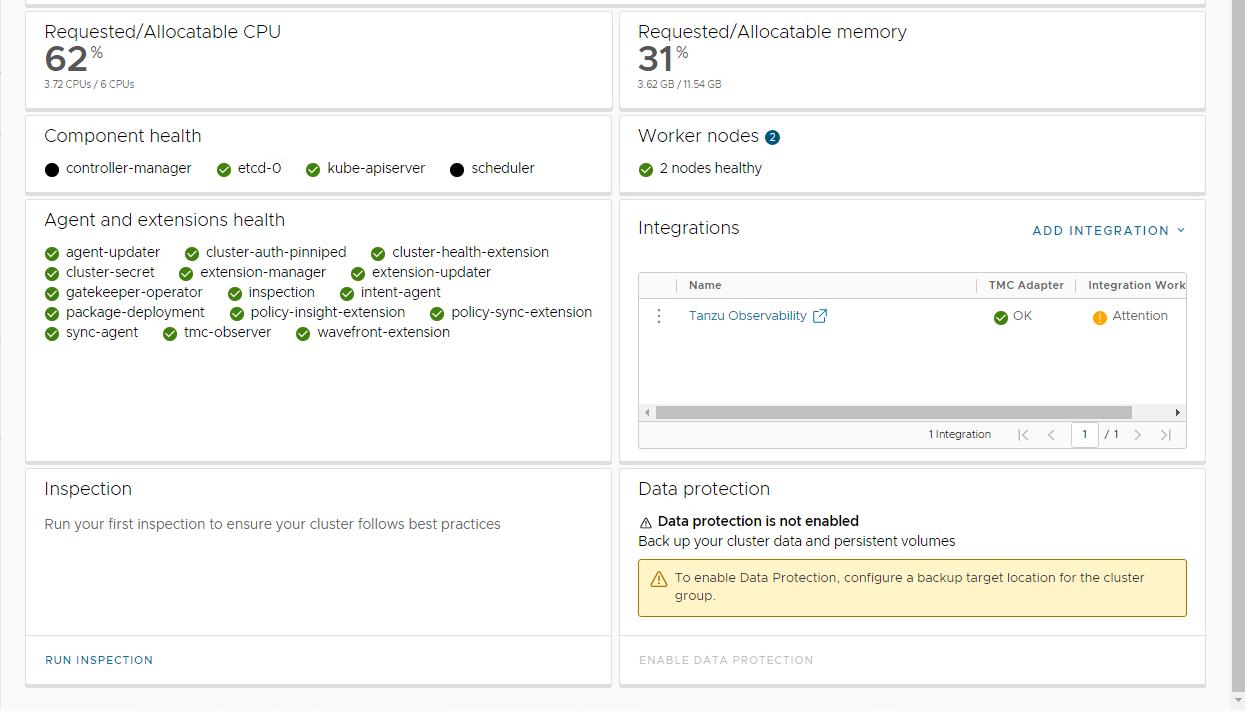 Requested/Allocatable CPU
62%
3.72 CPUs / 6 CPUs
Requested/Allocatable memory
31%
3.62 GB / 11.54 GB
Component health
controller-manager etcd-0 kube-apiserver scheduler
Worker nodes 2
2 nodes healthy
Agent and extensions health
agent-updater cluster-auth-pinniped cluster-health-extension
cluster-secret extension-manager extension-updater
gatekeeper-operator inspection intent-agent
package-deployment policy-insight-extension policy-sync-extension
sync-agent tmc-observer wavefront-extension
Integrations ADD INTEGRATION
Name TMC Adapter Integration Work
Tanzu Observability OK Attention
1 Integration 1 / 1
Inspection
Run your first inspection to ensure your cluster follows best practices
RUN INSPECTION
Data protection
Data protection is not enabled
Back up your cluster data and persistent volumes
To enable Data Protection, configure a backup target location for the cluster
group.
ENABLE DATA PROTECTION